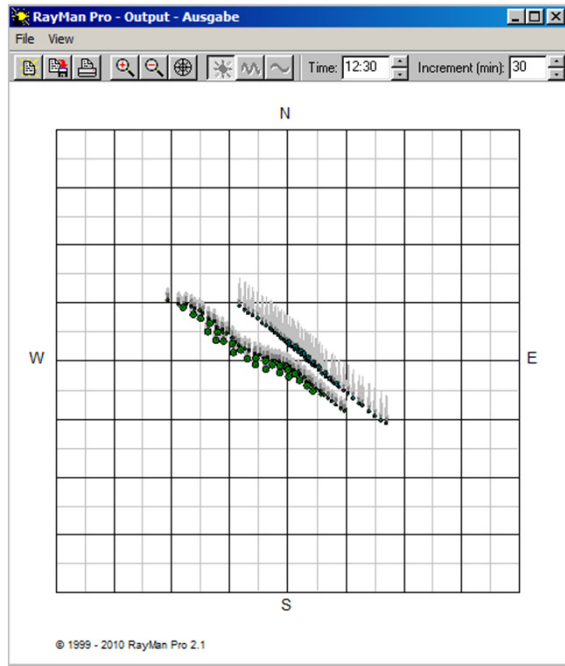 RayMan Pro - Output - Ausgabe
File View
Time: 12:30 Increment (min): 30
N
W E
S
© 1999 - 2010 RayMan Pro 2.1